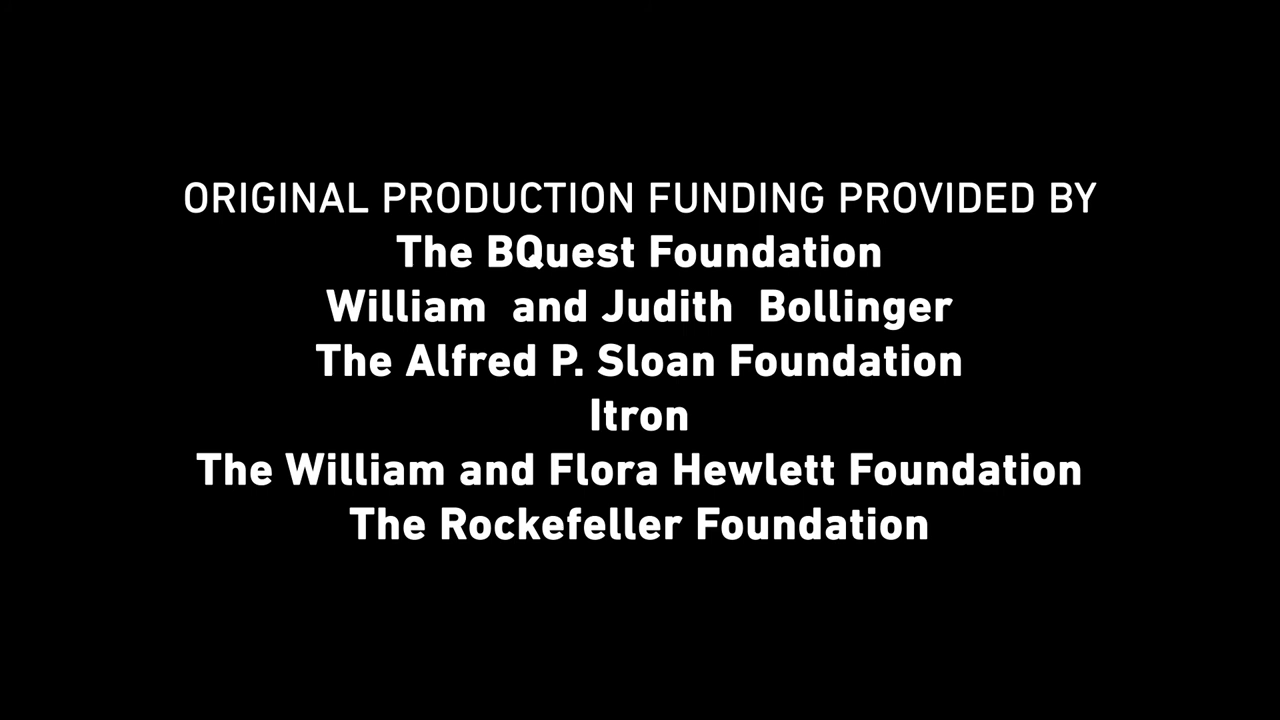 ORIGINAL PRODUCTION FUNDING PROVIDED BY
The BQuest Foundation
William and Judith Bollinger
The Alfred P. Sloan Foundation
Itron
The William and Flora Hewlett Foundation
The Rockefeller Foundation